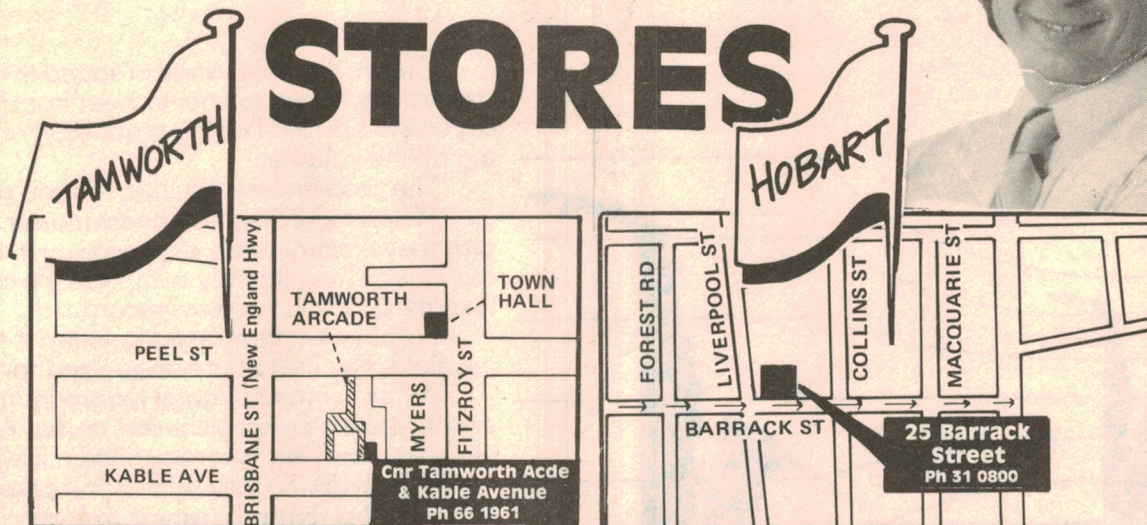 STORES
TAMWORTH
TAMWORTH
ARCADE
TOWN
HALL
PEEL ST
BRISBANE ST (New England Hwy)
MYERS
FITZROY ST
KABLE AVE
Cnr Tamworth Acde
& Kable Avenue
Ph 66 1961
HOBART
FOREST RD
LIVERPOOL ST
COLLINS ST
MACQUARIE ST
BARRACK ST
25 Barrack
Street
Ph 31 0800